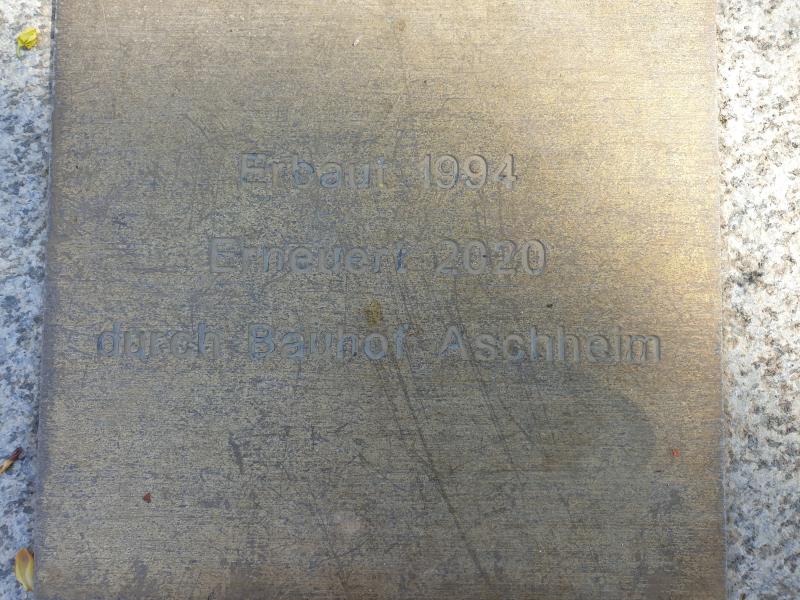 Erbaut 1994
Erneuert 2020
durch Bauhof Aschheim